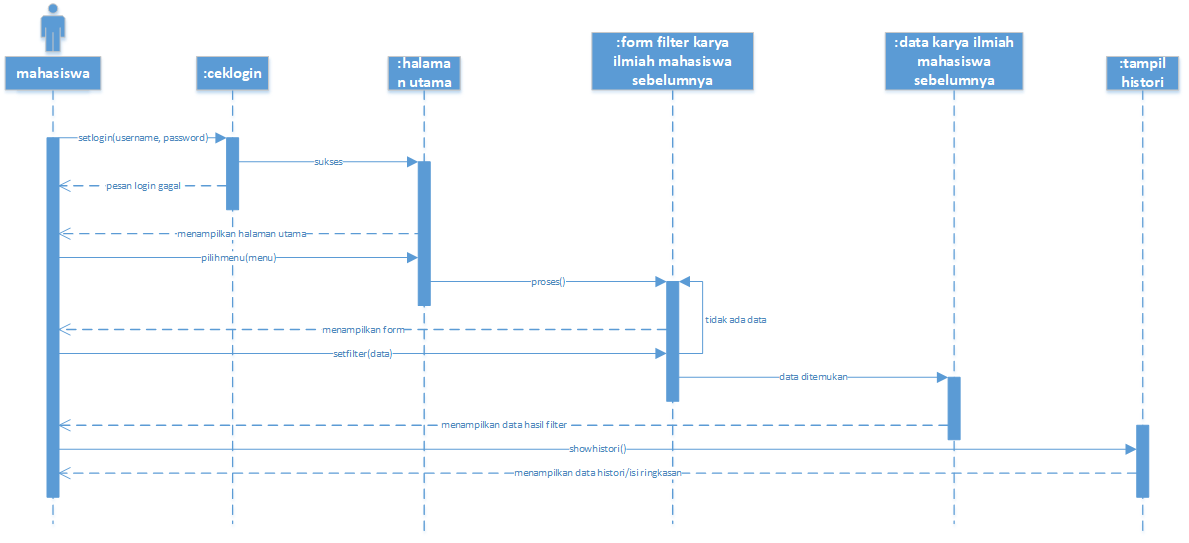 mahasiswa
:ceklogin
:halama
n utama
:form filter karya
ilmiah mahasiswa
sebelumnya
:data karya ilmiah
mahasiswa
sebelumnya
:tampil
histori
setlogin(username, password)
sukses
pesan login gagal
menampilkan halaman utama
pilihmenu(menu)
proses()
tidak ada data
menampilkan form
setfilter(data)
data ditemukan
menampilkan data hasil filter
showhistori()
menampilkan data histori/isi ringkasan